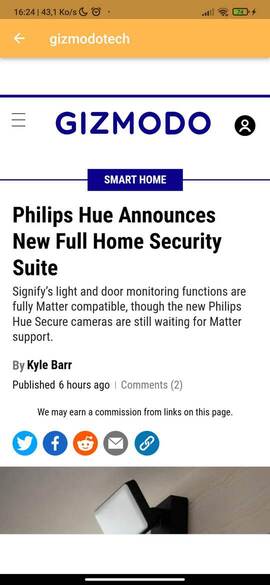 16:24 | 43,1 Ko/s
74
gizmodotech
GIZMODO
SMART HOME
Philips Hue Announces
New Full Home Security
Suite
Signify's light and door monitoring functions are
fully Matter compatible, though the new Philips
Hue Secure cameras are still waiting for Matter
support.
By Kyle Barr
Published 6 hours ago | Comments (2)
We may earn a commission from links on this page.